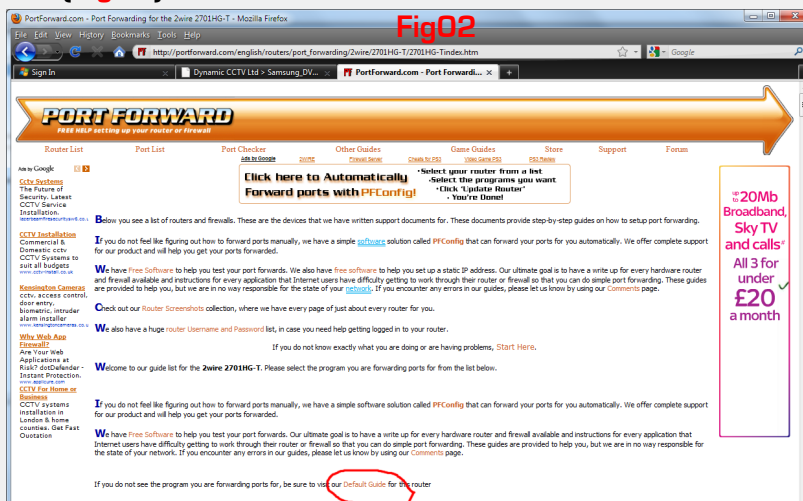 Fig02
PortForward.com - Port Forwarding for the 2wire 2701HG-T - Mozilla Firefox
File Edit View History Bookmarks Tools Help
http://portforward.com/english/routers/port_forwarding/2wire/2701HG-T/2701HG-Tindex.htm
Google
Sign In
Dynamic CCTV Ltd > Samsung_DV...
PortForward.com - Port Forwardi...
PORT FORWARD
FREE HELP setting up your router or firewall
Router List Port List Port Checker Other Guides Game Guides Store Support Forum
Ads by Google 2WIRE Firewall Server Cheats for PS3 Video Game PS3 PS3 Review
Ads by Google
Cctv Systems
The Future of
Security. Latest
CCTV Service
Installation.
CCTV Installation
Commercial &
Domestic cctv
CCTV Systems to
suit all budgets
www.cctv-install.co.uk
Kensington Cameras
cctv, access control,
door entry,
biometric, intruder
alarm installer
www.kensingtoncameras.co.u
Why Web App
Firewall?
Are Your Web
Applications at
Risk? dotDefender -
Instant Protection.
www.applicure.com
CCTV For Home or
Business
CCTV systems
installation in
London & home
counties. Get Fast
Quotation
Click here to Automatically
Forward ports with PFConfig!
·Select your router from a list
·Select the programs you want
·Click 'Update Router'
· You're Done!
Below you see a list of routers and firewalls. These are the devices that we have written support documents for. These documents provide step-by-step guides on how to setup port forwarding.
If you do not feel like figuring out how to forward ports manually, we have a simple software solution called PFConfig that can forward your ports for you automatically. We offer complete support
for our product and will help you get your ports forwarded.
We have Free Software to help you test your port forwards. We also have free software to help you set up a static IP address. Our ultimate goal is to have a write up for every hardware router
and firewall available and instructions for every application that Internet users have difficulty getting to work through their router or firewall so that you can do simple port forwarding. These guides
are provided to help you, but we are in no way responsible for the state of your network. If you encounter any errors in our guides, please let us know by using our Comments page.
Check out our Router Screenshots collection, where we have every page of just about every router for you.
We also have a huge router Username and Password list, in case you need help getting logged in to your router.
If you do not know exactly what you are doing or are having problems, Start Here.
Welcome to our guide list for the 2wire 2701HG-T. Please select the program you are forwarding ports for from the list below.
If you do not feel like figuring out how to forward ports manually, we have a simple software solution called PFConfig that can forward your ports for you automatically. We offer complete support
for our product and will help you get your ports forwarded.
We have Free Software to help you test your port forwards. Our ultimate goal is to have a write up for every hardware router and firewall available and instructions for every application that
Internet users have difficulty getting to work through their router or firewall so that you can do simple port forwarding. These guides are provided to help you, but we are in no way responsible for
the state of your network. If you encounter any errors in our guides, please let us know by using our Comments page.
If you do not see the program you are forwarding ports for, be sure to visit our Default Guide for this router
up to 20Mb
Broadband,
Sky TV
and calls
All 3 for
under
£20
a month